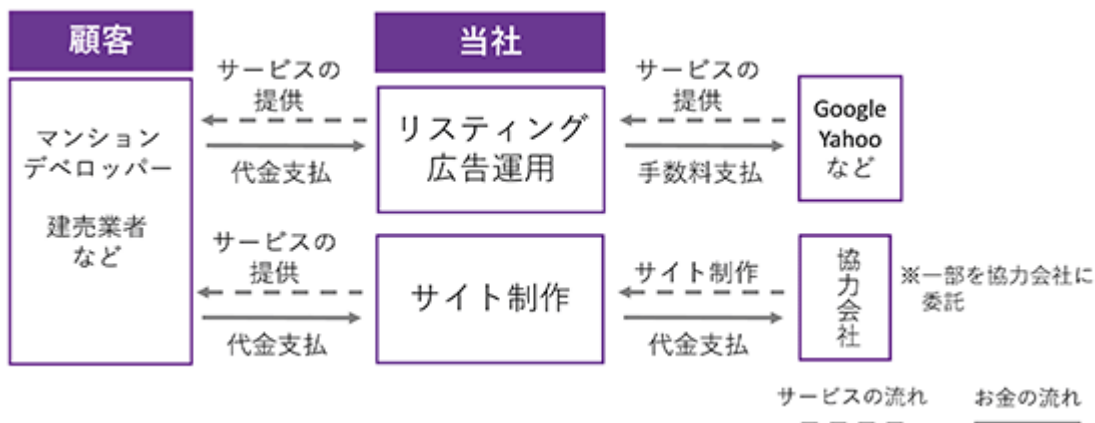 顧客
当社
マンション
デベロッパー
建売業者
など
サービスの
提供
代金支払
リスティング
広告運用
サービスの
提供
手数料支払
Google
Yahoo
など
サービスの
提供
代金支払
サイト制作
サイト制作
代金支払
協力会社
※一部を協力会社に
委託
サービスの流れ
お金の流れ